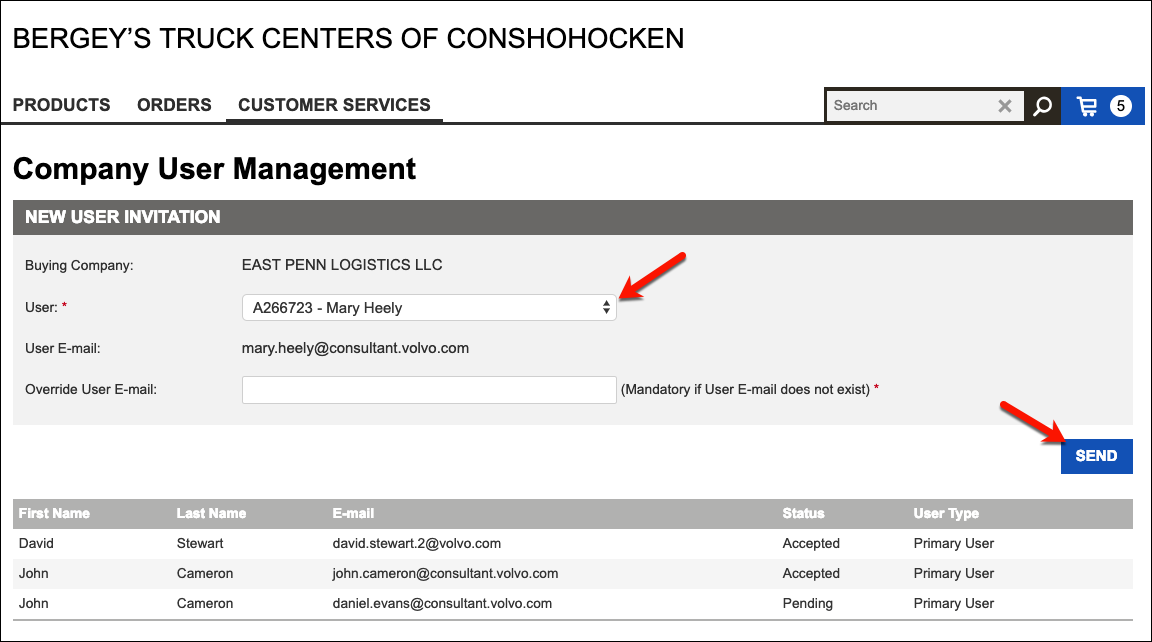 BERGEY’S TRUCK CENTERS OF CONSHOHOCKEN
PRODUCTS ORDERS CUSTOMER SERVICES Search 5
Company User Management
NEW USER INVITATION
Buying Company: EAST PENN LOGISTICS LLC
User: * A266723 - Mary Heely
User E-mail: mary.heely@consultant.volvo.com
Override User E-mail: (Mandatory if User E-mail does not exist) *
SEND
First Name Last Name E-mail Status User Type
David Stewart david.stewart.2@volvo.com Accepted Primary User
John Cameron john.cameron@consultant.volvo.com Accepted Primary User
John Cameron daniel.evans@consultant.volvo.com Pending Primary User